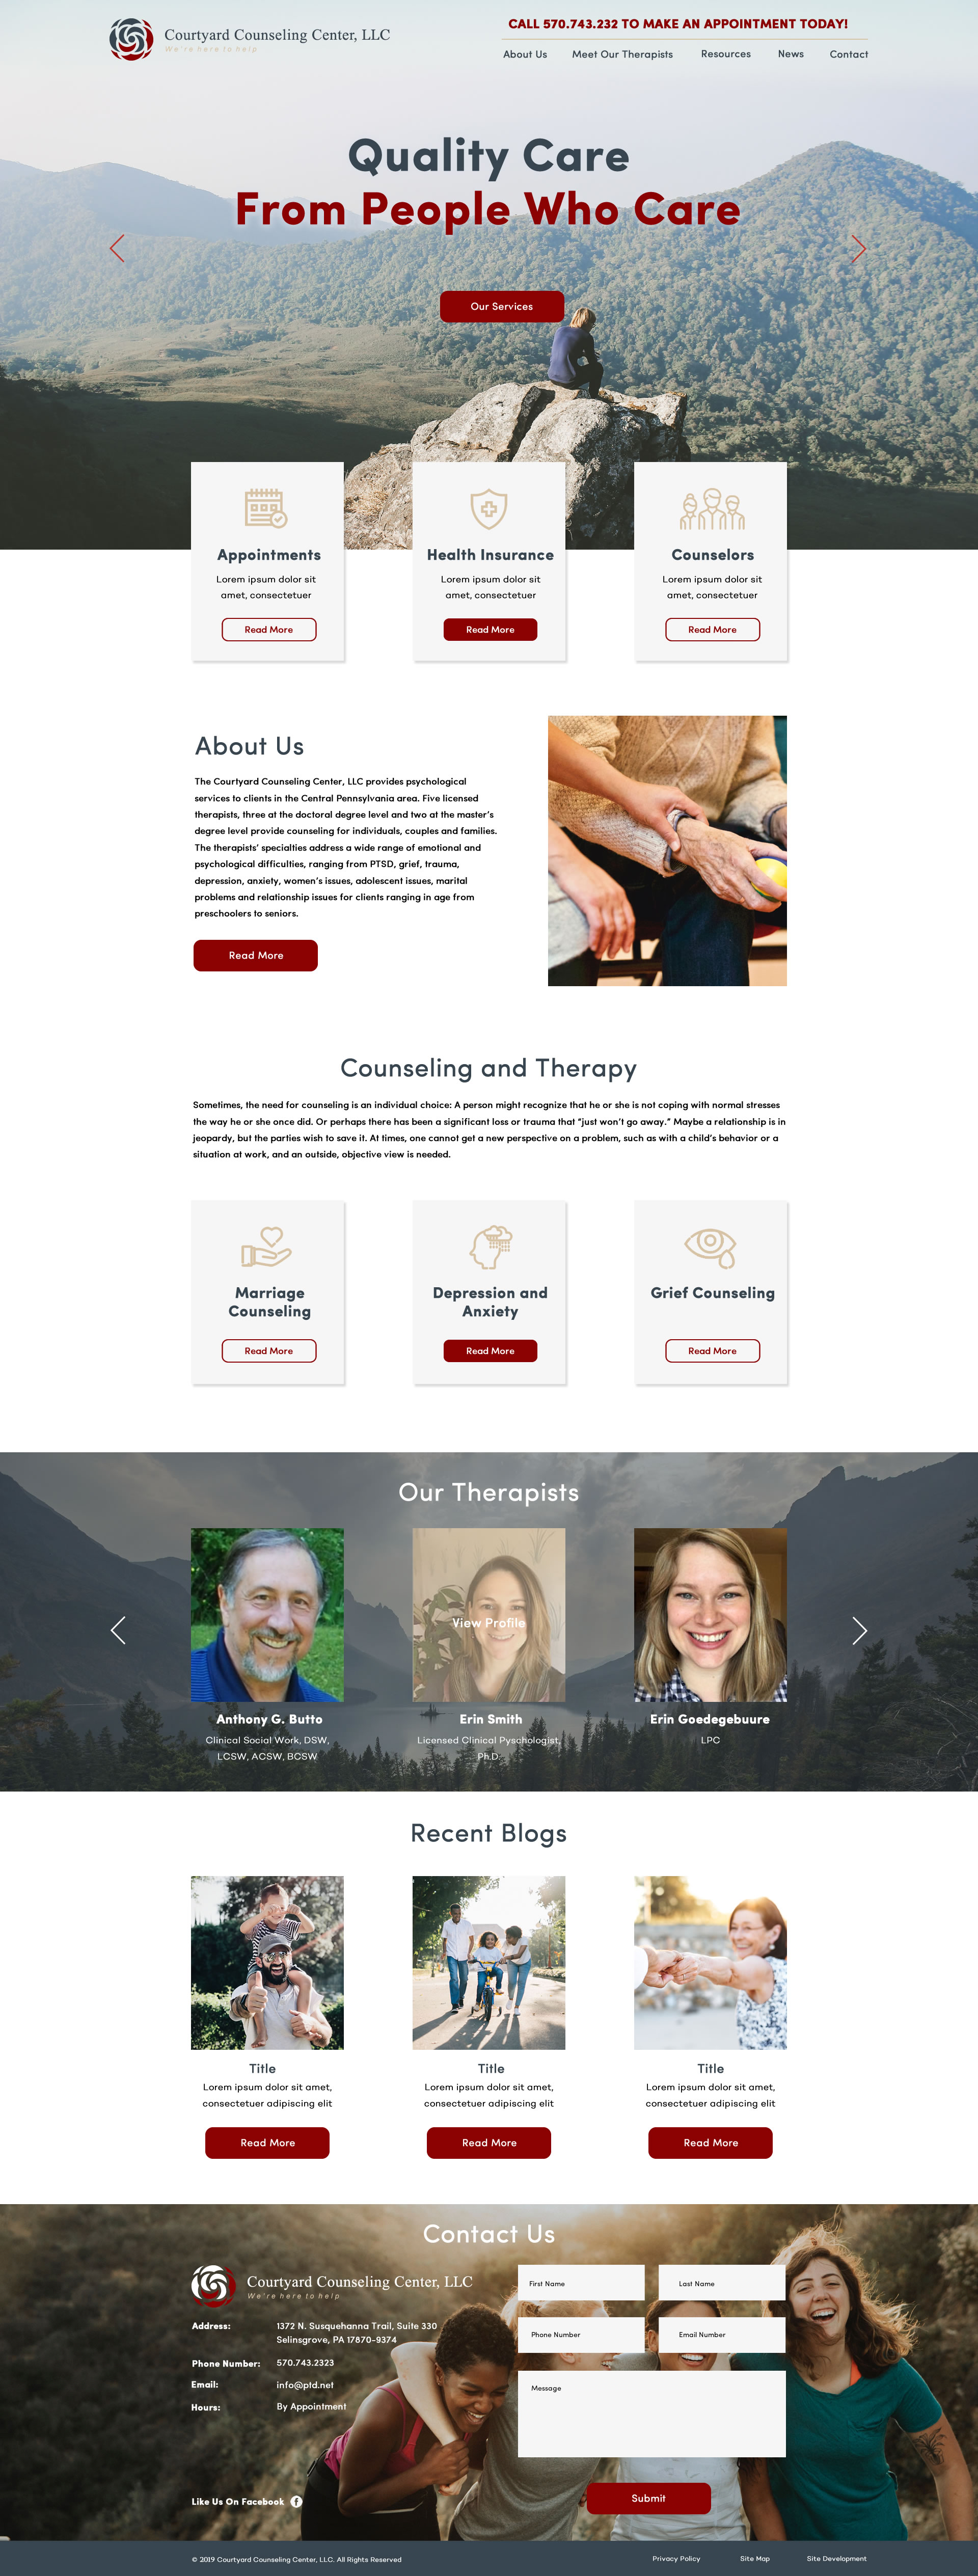 Courtyard Counseling Center, LLC
We're here to help
CALL 570.743.232 TO MAKE AN APPOINTMENT TODAY!
About Us Meet Our Therapists Resources News Contact
Quality Care
From People Who Care
Our Services
Appointments
Lorem ipsum dolor sit
amet, consectetuer
Read More
Health Insurance
Lorem ipsum dolor sit
amet, consectetuer
Read More
Counselors
Lorem ipsum dolor sit
amet, consectetuer
Read More
About Us
The Courtyard Counseling Center, LLC provides psychological
services to clients in the Central Pennsylvania area. Five licensed
therapists, three at the doctoral degree level and two at the master's
degree level provide counseling for individuals, couples and families.
The therapists' specialties address a wide range of emotional and
psychological difficulties, ranging from PTSD, grief, trauma,
depression, anxiety, women's issues, adolescent issues, marital
problems and relationship issues for clients ranging in age from
preschoolers to seniors.
Read More
Counseling and Therapy
Sometimes, the need for counseling is an individual choice: A person might recognize that he or she is not coping with normal stresses
the way he or she once did. Or perhaps there has been a significant loss or trauma that "just won't go away." Maybe a relationship is in
jeopardy, but the parties wish to save it. At times, one cannot get a new perspective on a problem, such as with a child's behavior or a
situation at work, and an outside, objective view is needed.
Marriage
Counseling
Read More
Depression and
Anxiety
Read More
Grief Counseling
Read More
Our Therapists
Anthony G. Butto
Clinical Social Work, DSW,
LCSW, ACSW, BCSW
View Profile
Erin Smith
Licensed Clinical Pyschologist,
Ph.D.
Erin Goedegebuure
LPC
Recent Blogs
Title
Lorem ipsum dolor sit amet,
consectetuer adipiscing elit
Read More
Title
Lorem ipsum dolor sit amet,
consectetuer adipiscing elit
Read More
Title
Lorem ipsum dolor sit amet,
consectetuer adipiscing elit
Read More
Contact Us
Courtyard Counseling Center, LLC
We're here to help
Address: 1372 N. Susquehanna Trail, Suite 330
Selinsgrove, PA 17870-9374
Phone Number: 570.743.2323
Email: info@ptd.net
Hours: By Appointment
Like Us On Facebook
First Name
Last Name
Phone Number
Email Number
Message
Submit
© 2019 Courtyard Counseling Center, LLC. All Rights Reserved
Privacy Policy Site Map Site Development